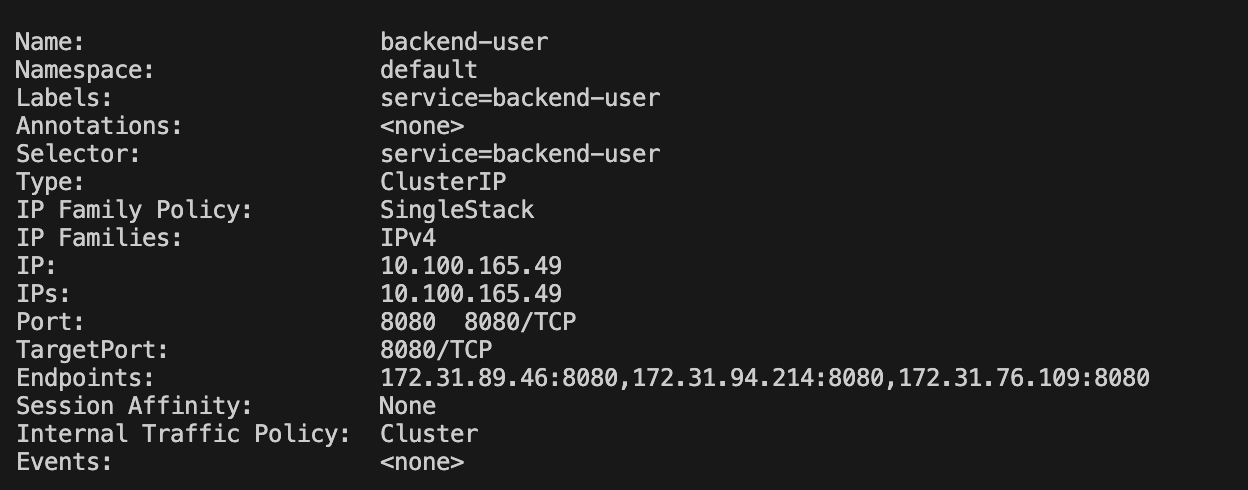 Name:                     backend-user
Namespace:                default
Labels:                   service=backend-user
Annotations:              <none>
Selector:                 service=backend-user
Type:                     ClusterIP
IP Family Policy:         SingleStack
IP Families:              IPv4
IP:                       10.100.165.49
IPs:                      10.100.165.49
Port:                     8080  8080/TCP
TargetPort:               8080/TCP
Endpoints:                172.31.89.46:8080,172.31.94.214:8080,172.31.76.109:8080
Session Affinity:         None
Internal Traffic Policy:  Cluster
Events:                   <none>